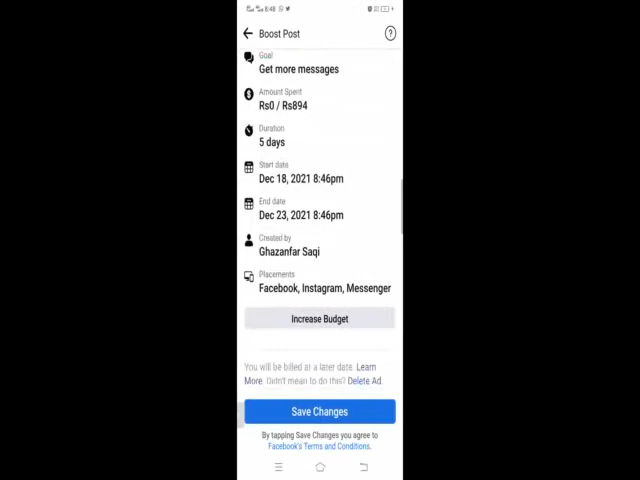 8:48
Boost Post
Goal
Get more messages
Amount Spent
Rs0 / Rs894
Duration
5 days
Start date
Dec 18, 2021 8:46pm
End date
Dec 23, 2021 8:46pm
Created by
Ghazanfar Saqi
Placements
Facebook, Instagram, Messenger
Increase Budget
You will be billed at a later date. Learn
More. Didn't mean to do this? Delete Ad.
Save Changes
By tapping Save Changes you agree to
Facebook's Terms and Conditions.